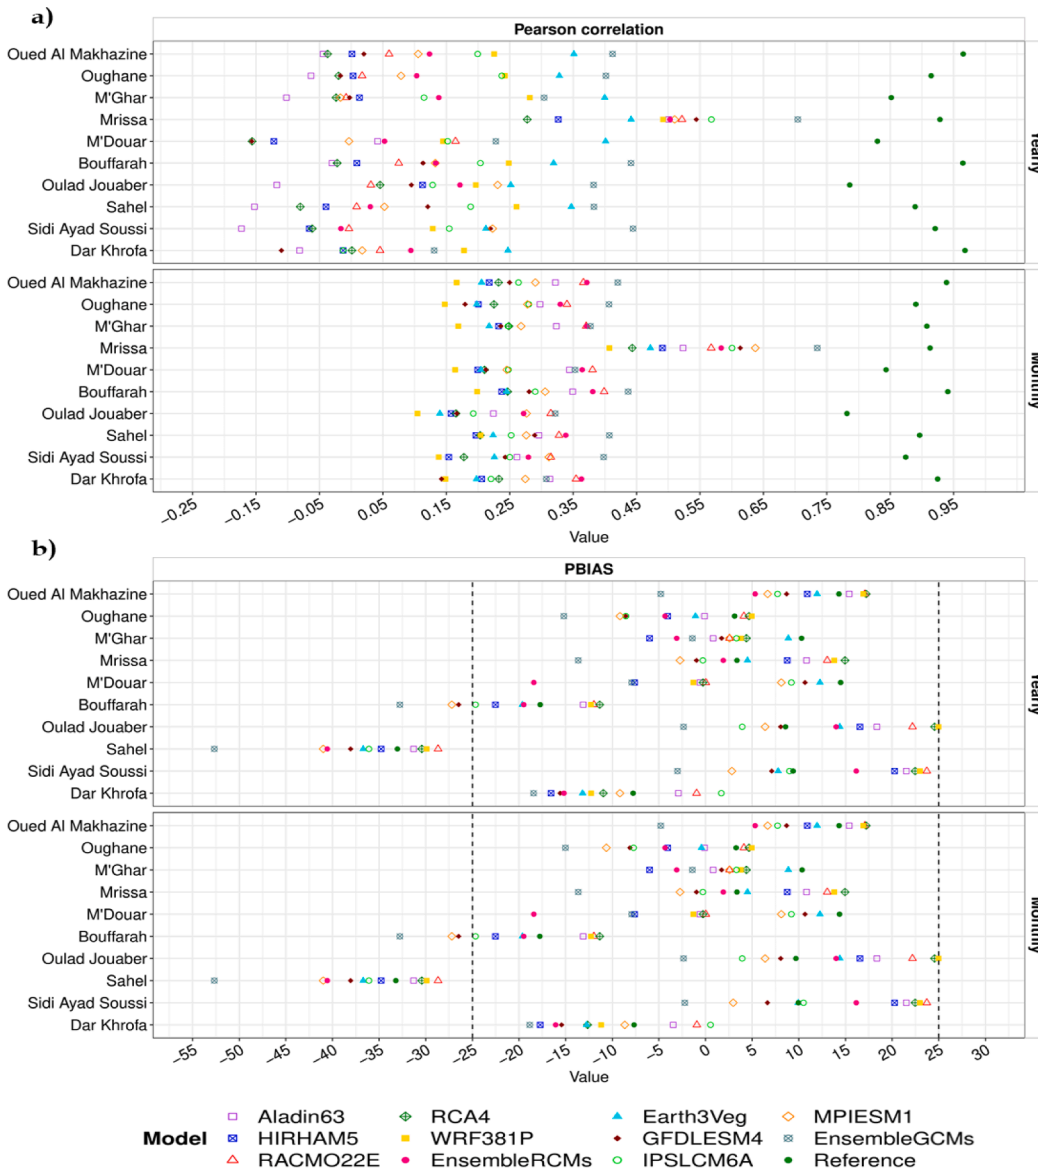 a)
Pearson correlation
Oued Al Makhazine
Oughane
M'Ghar
Mrissa
M'Douar
Bouffarah
Oulad Jouaber
Sahel
Sidi Ayad Soussi
Dar Khrofa
Yearly
Oued Al Makhazine
Oughane
M'Ghar
Mrissa
M'Douar
Bouffarah
Oulad Jouaber
Sahel
Sidi Ayad Soussi
Dar Khrofa
Monthly
-0.25 -0.15 -0.05 0.05 0.15 0.25 0.35 0.45 0.55 0.65 0.75 0.85 0.95
Value
b)
PBIAS
Oued Al Makhazine
Oughane
M'Ghar
Mrissa
M'Douar
Bouffarah
Oulad Jouaber
Sahel
Sidi Ayad Soussi
Dar Khrofa
Yearly
Oued Al Makhazine
Oughane
M'Ghar
Mrissa
M'Douar
Bouffarah
Oulad Jouaber
Sahel
Sidi Ayad Soussi
Dar Khrofa
Monthly
-55 -50 -45 -40 -35 -30 -25 -20 -15 -10 -5 0 5 10 15 20 25 30
Value
Aladin63 RCA4 Earth3Veg MPIESM1
Model HIRHAM5 WRF381P GFDLESM4 EnsembleGCMs
RACMO22E EnsembleRCMs IPSLCM6A Reference